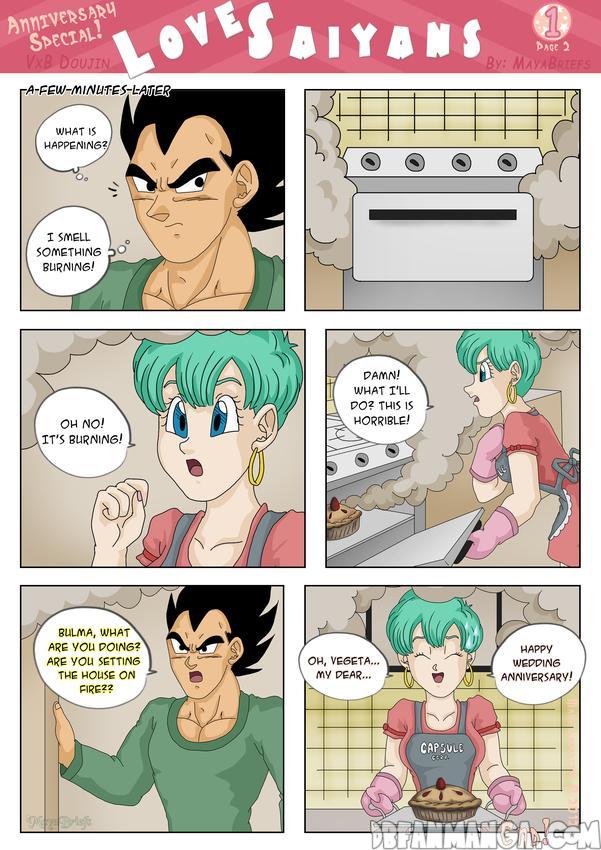 Anniversary
Special!
VxB Doujin
Love Saiyans
1
Page 2
By: MayaBriefs
A few minutes later
What is
happening?
I smell
something
burning!
Oh no!
It's burning!
Damn!
What I'll
do? This is
horrible!
Bulma, what
are you doing?
Are you setting
the house on
fire??
Oh, Vegeta...
my dear...
Happy
wedding
anniversary!
Capsule
Corp.
MayaBriefs
DBFANMANGA.COM